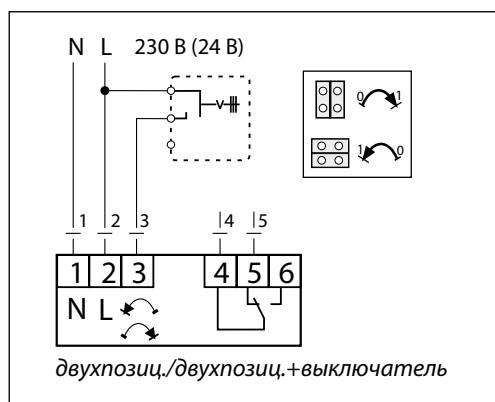 N L 230 В (24 В)
0 1
1 0
1 2 3 4 5
1 2 3 4 5 6
N L
двухпозиц./двухпозиц.+выключатель